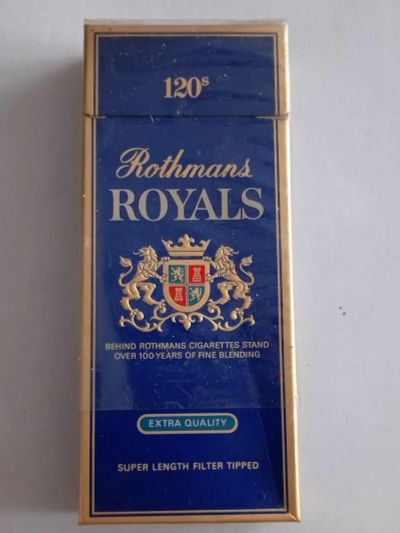 120s
Rothmans
ROYALS
BEHIND ROTHMANS CIGARETTES STAND
OVER 100 YEARS OF FINE BLENDING
EXTRA QUALITY
SUPER LENGTH FILTER TIPPED